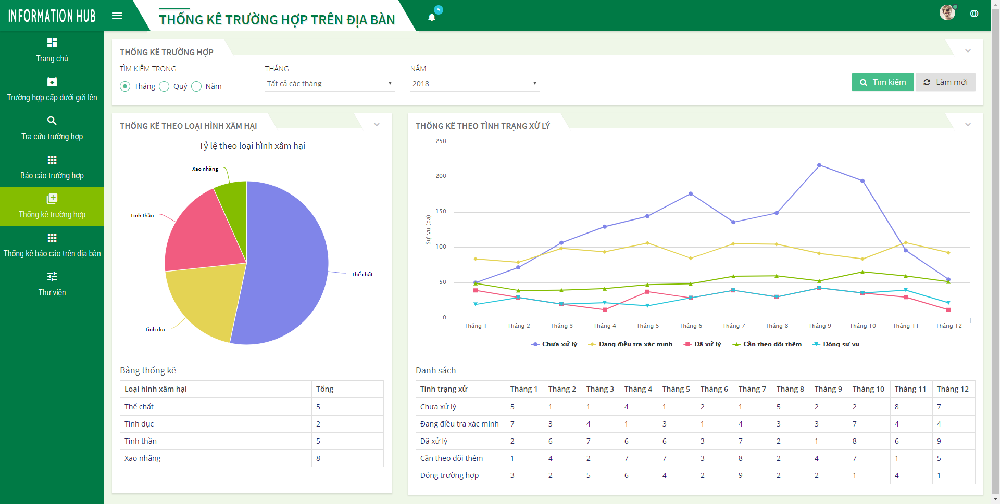 INFORMATION HUB
THỐNG KÊ TRƯỜNG HỢP TRÊN ĐỊA BÀN
5
Trang chủ
Trường hợp cấp dưới gửi lên
Tra cứu trường hợp
Báo cáo trường hợp
Thống kê trường hợp
Thống kê báo cáo trên địa bàn
Thư viện
THỐNG KÊ TRƯỜNG HỢP
TÌM KIẾM TRONG
Tháng Quý Năm
THÁNG
Tất cả các tháng
NĂM
2018
Tìm kiếm
Làm mới
THỐNG KÊ THEO LOẠI HÌNH XÂM HẠI
Tỷ lệ theo loại hình xâm hại
Xao nhãng
Tinh thần
Thể chất
Tình dục
Bảng thống kê
Loại hình xâm hại Tổng
Thể chất 5
Tình dục 2
Tinh thần 5
Xao nhãng 8
THỐNG KÊ THEO TÌNH TRẠNG XỬ LÝ
250
200
150
100
50
0
Sự vụ (ca)
Tháng 1 Tháng 2 Tháng 3 Tháng 4 Tháng 5 Tháng 6 Tháng 7 Tháng 8 Tháng 9 Tháng 10 Tháng 11 Tháng 12
Chưa xử lý Đang điều tra xác minh Đã xử lý Cần theo dõi thêm Đóng sự vụ
Danh sách
Tình trạng xử Tháng 1 Tháng 2 Tháng 3 Tháng 4 Tháng 5 Tháng 6 Tháng 7 Tháng 8 Tháng 9 Tháng 10 Tháng 11 Tháng 12
Chưa xử lý 5 1 1 4 1 2 1 5 2 2 8 7
Đang điều tra xác minh 7 3 4 1 3 1 4 3 3 7 4 4
Đã xử lý 2 6 7 6 6 3 7 2 1 8 6 9
Cần theo dõi thêm 1 4 2 7 7 3 8 2 4 7 1 5
Đóng trường hợp 3 2 5 6 4 2 9 2 2 1 4 1